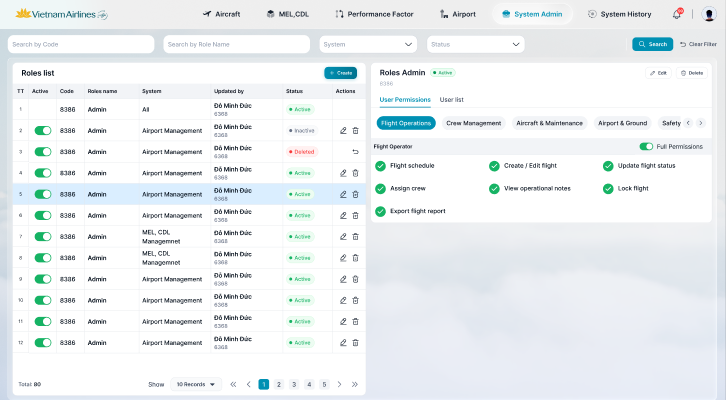 Vietnam Airlines
Aircraft
MEL,CDL
Performance Factor
Airport
System Admin
System History
Search by Code
Search by Role Name
System
Status
Search
Clear Filter
Roles list
+ Create
TT Active Code Roles name System Updated by Status Actions
1 8386 Admin All Đỗ Minh Đức 6368 Active
2 8386 Admin Airport Management Đỗ Minh Đức 6368 Inactive
3 8386 Admin Airport Management Đỗ Minh Đức 6368 Deleted
4 8386 Admin Airport Management Đỗ Minh Đức 6368 Active
5 8386 Admin Airport Management Đỗ Minh Đức 6368 Active
6 8386 Admin Airport Management Đỗ Minh Đức 6368 Active
7 8386 Admin MEL, CDL Managemnet Đỗ Minh Đức 6368 Active
8 8386 Admin MEL, CDL Managemnet Đỗ Minh Đức 6368 Active
9 8386 Admin Airport Management Đỗ Minh Đức 6368 Active
10 8386 Admin Airport Management Đỗ Minh Đức 6368 Active
11 8386 Admin Airport Management Đỗ Minh Đức 6368 Active
12 8386 Admin Airport Management Đỗ Minh Đức 6368 Active
Total: 80
Show 10 Records 1 2 3 4 5
Roles Admin Active
8386
Edit Delete
User Permissions User list
Flight Operations Crew Management Aircraft & Maintenance Airport & Ground Safety
Flight Operator Full Permissions
Flight schedule Create / Edit flight Update flight status
Assign crew View operational notes Lock flight
Export flight report